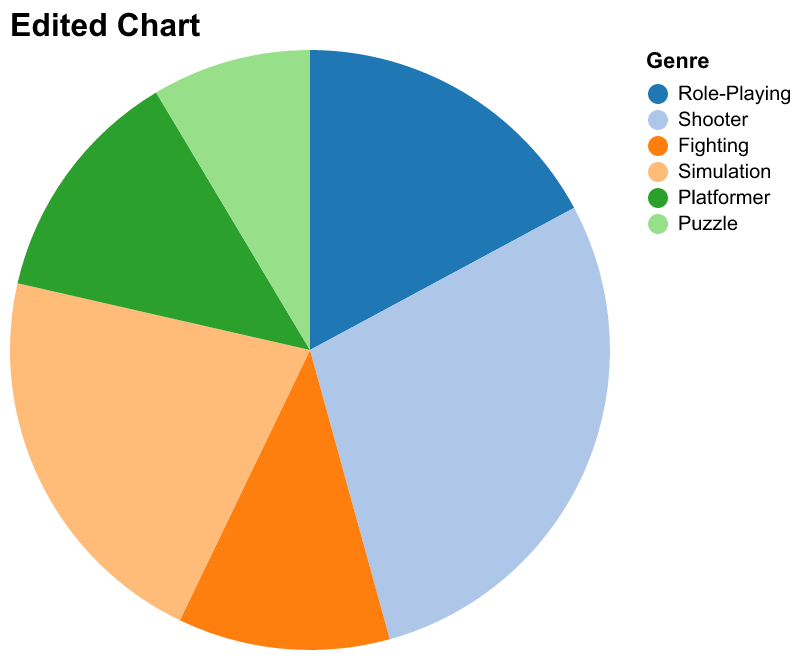 Edited Chart
Genre
Role-Playing
Shooter
Fighting
Simulation
Platformer
Puzzle